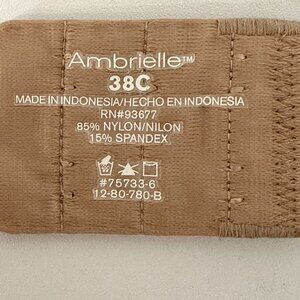 Ambrielle™
38C
MADE IN INDONESIA/HECHO EN INDONESIA
RN#93677
85% NYLON/NILON
15% SPANDEX
#75733-6
12-80-780-B